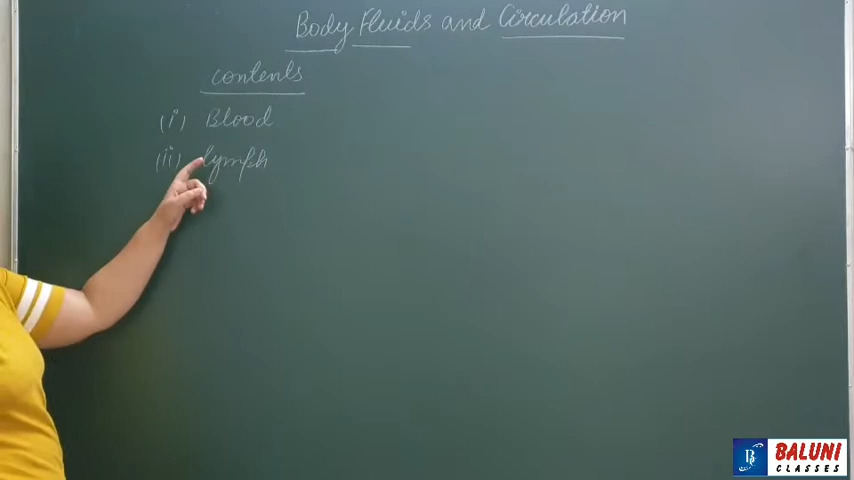 Body Fluids and Circulation
contents
(i) Blood
(ii) lymph
BALUNI
CLASSES